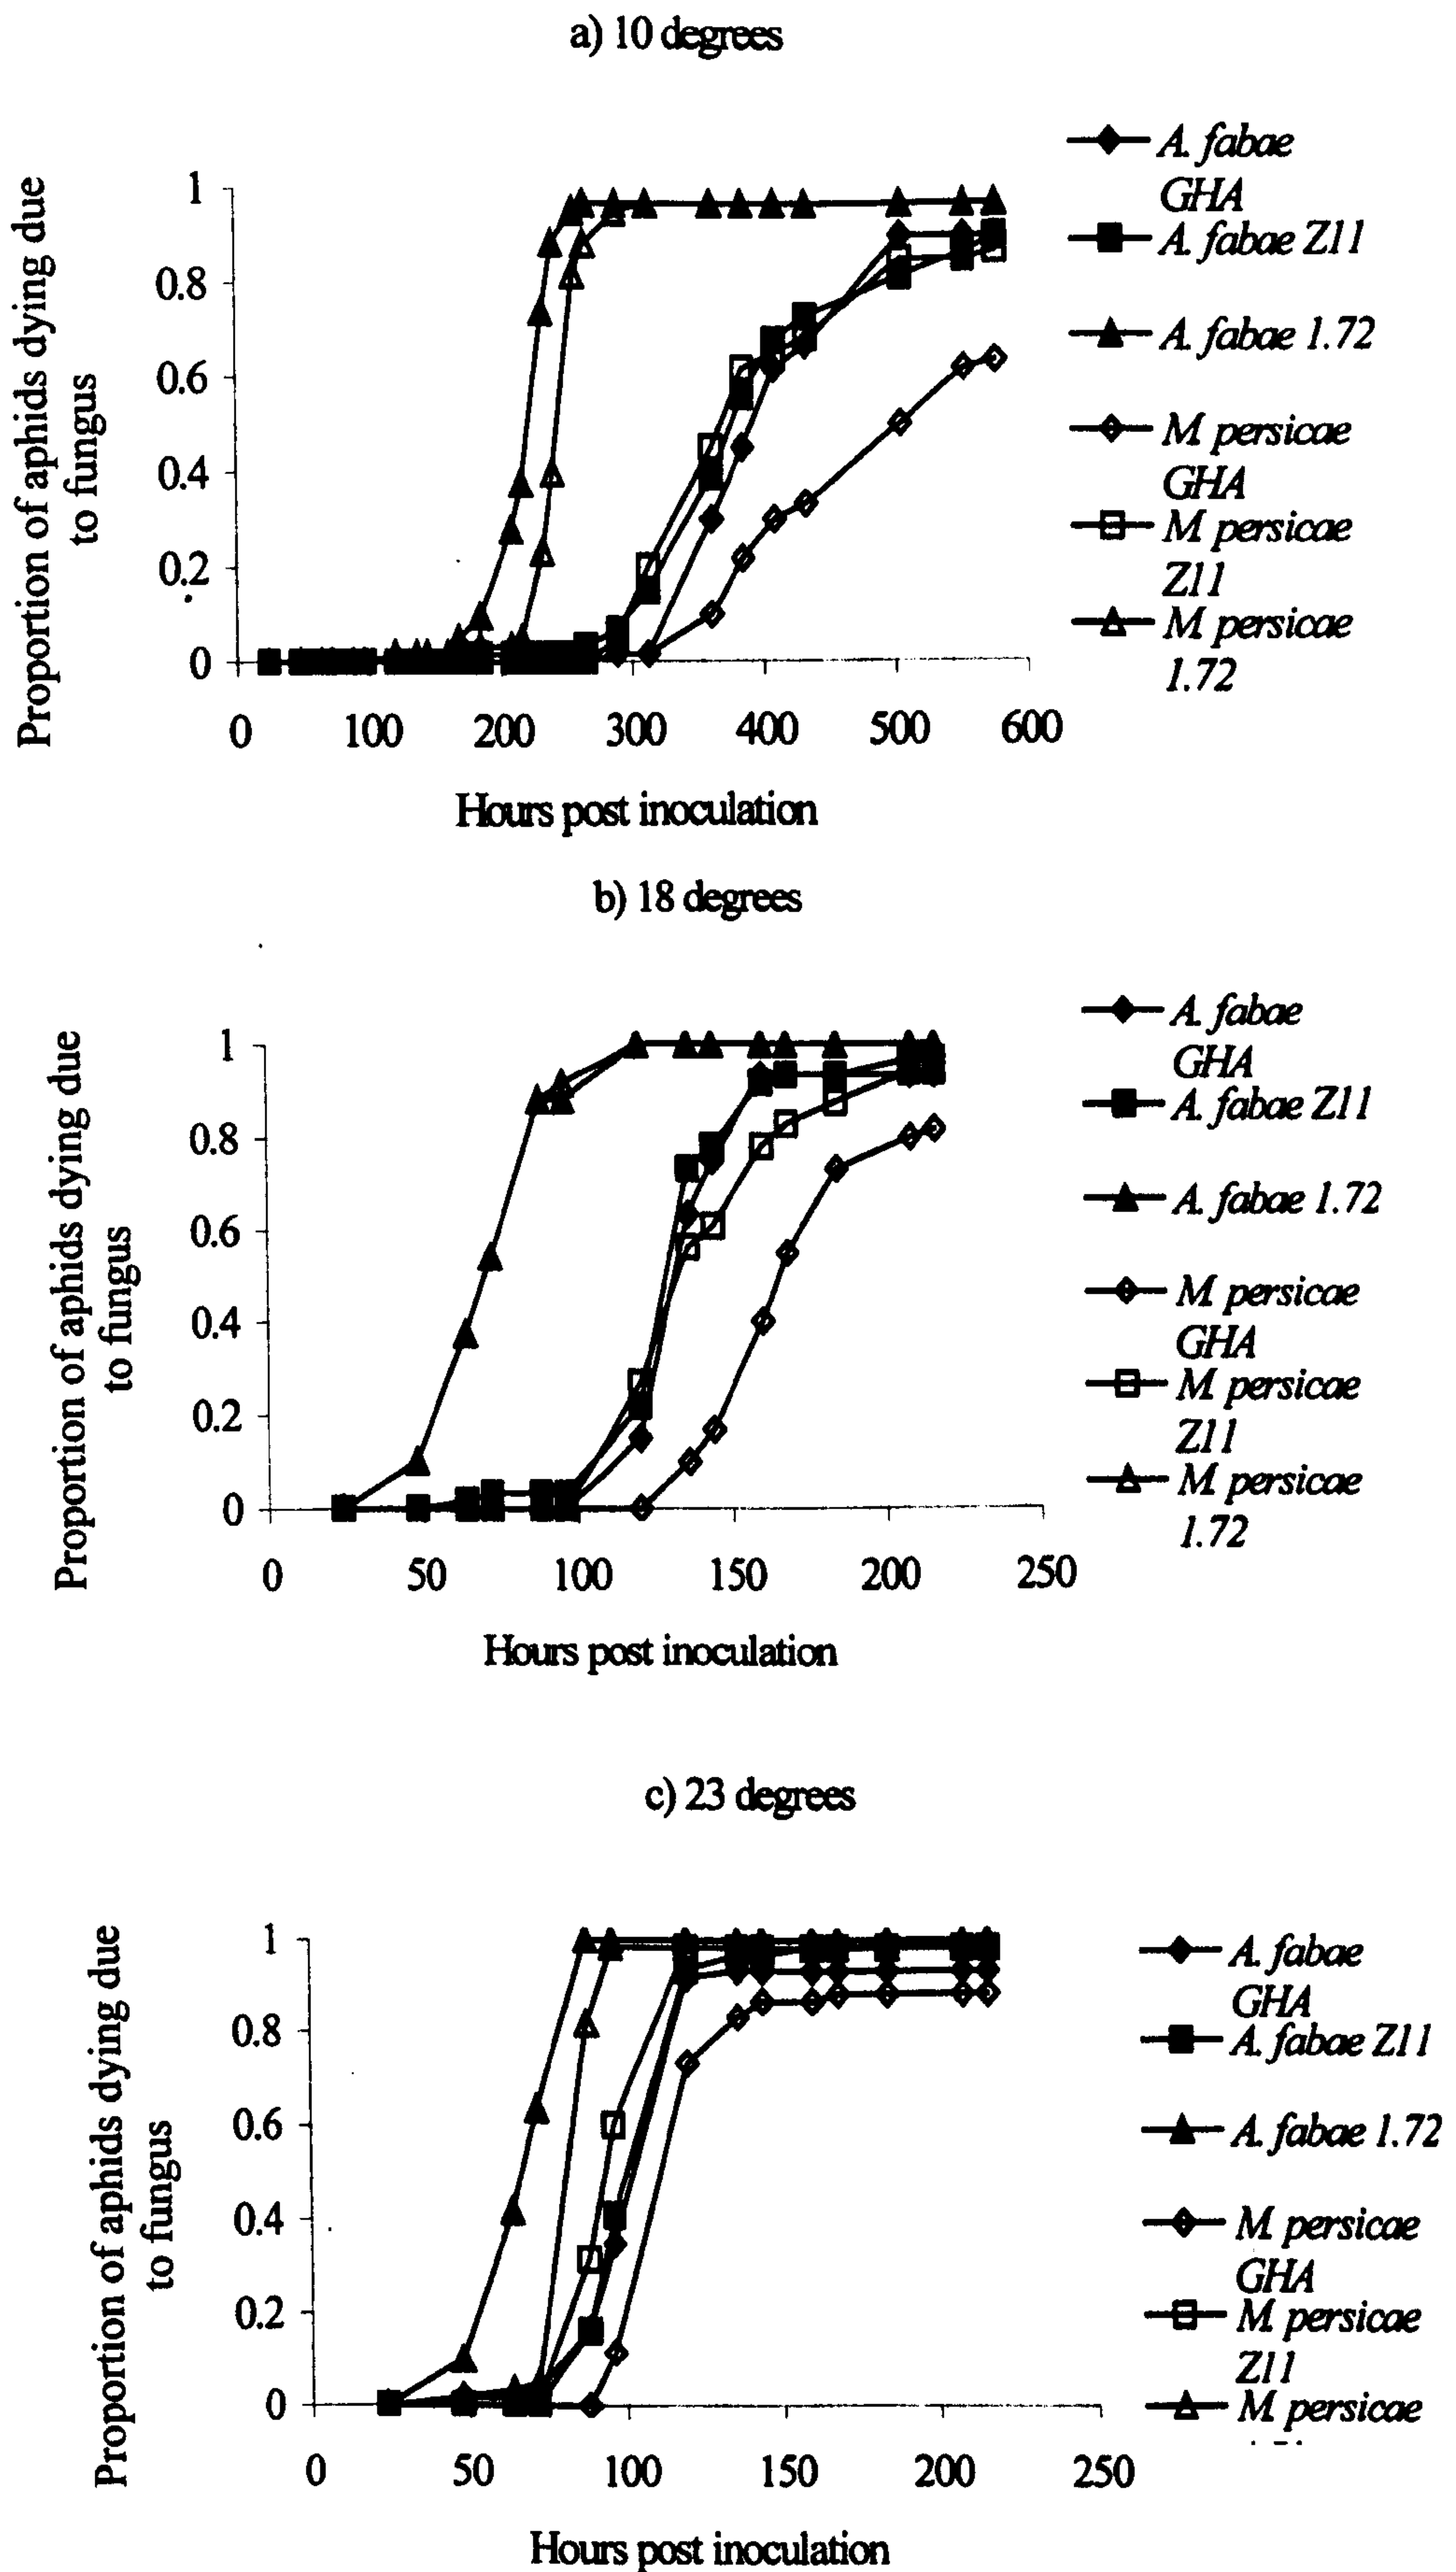 a) 10 degrees
Proportion of aphids dying due
to fungus
1
0.8
0.6
0.4
0.2
0
0 100 200 300 400 500 600
Hours post inoculation
A. fabae
GHA
A. fabae Z11
A. fabae 1.72
M persicae
GHA
M persicae
Z11
M persicae
1.72
b) 18 degrees
Proportion of aphids dying due
to fungus
1
0.8
0.6
0.4
0.2
0
0 50 100 150 200 250
Hours post inoculation
A. fabae
GHA
A. fabae Z11
A. fabae 1.72
M persicae
GHA
M persicae
Z11
M persicae
1.72
c) 23 degrees
Proportion of aphids dying due
to fungus
1
0.8
0.6
0.4
0.2
0
0 50 100 150 200 250
Hours post inoculation
A. fabae
GHA
A. fabae Z11
A. fabae 1.72
M persicae
GHA
M persicae
Z11
M persicae